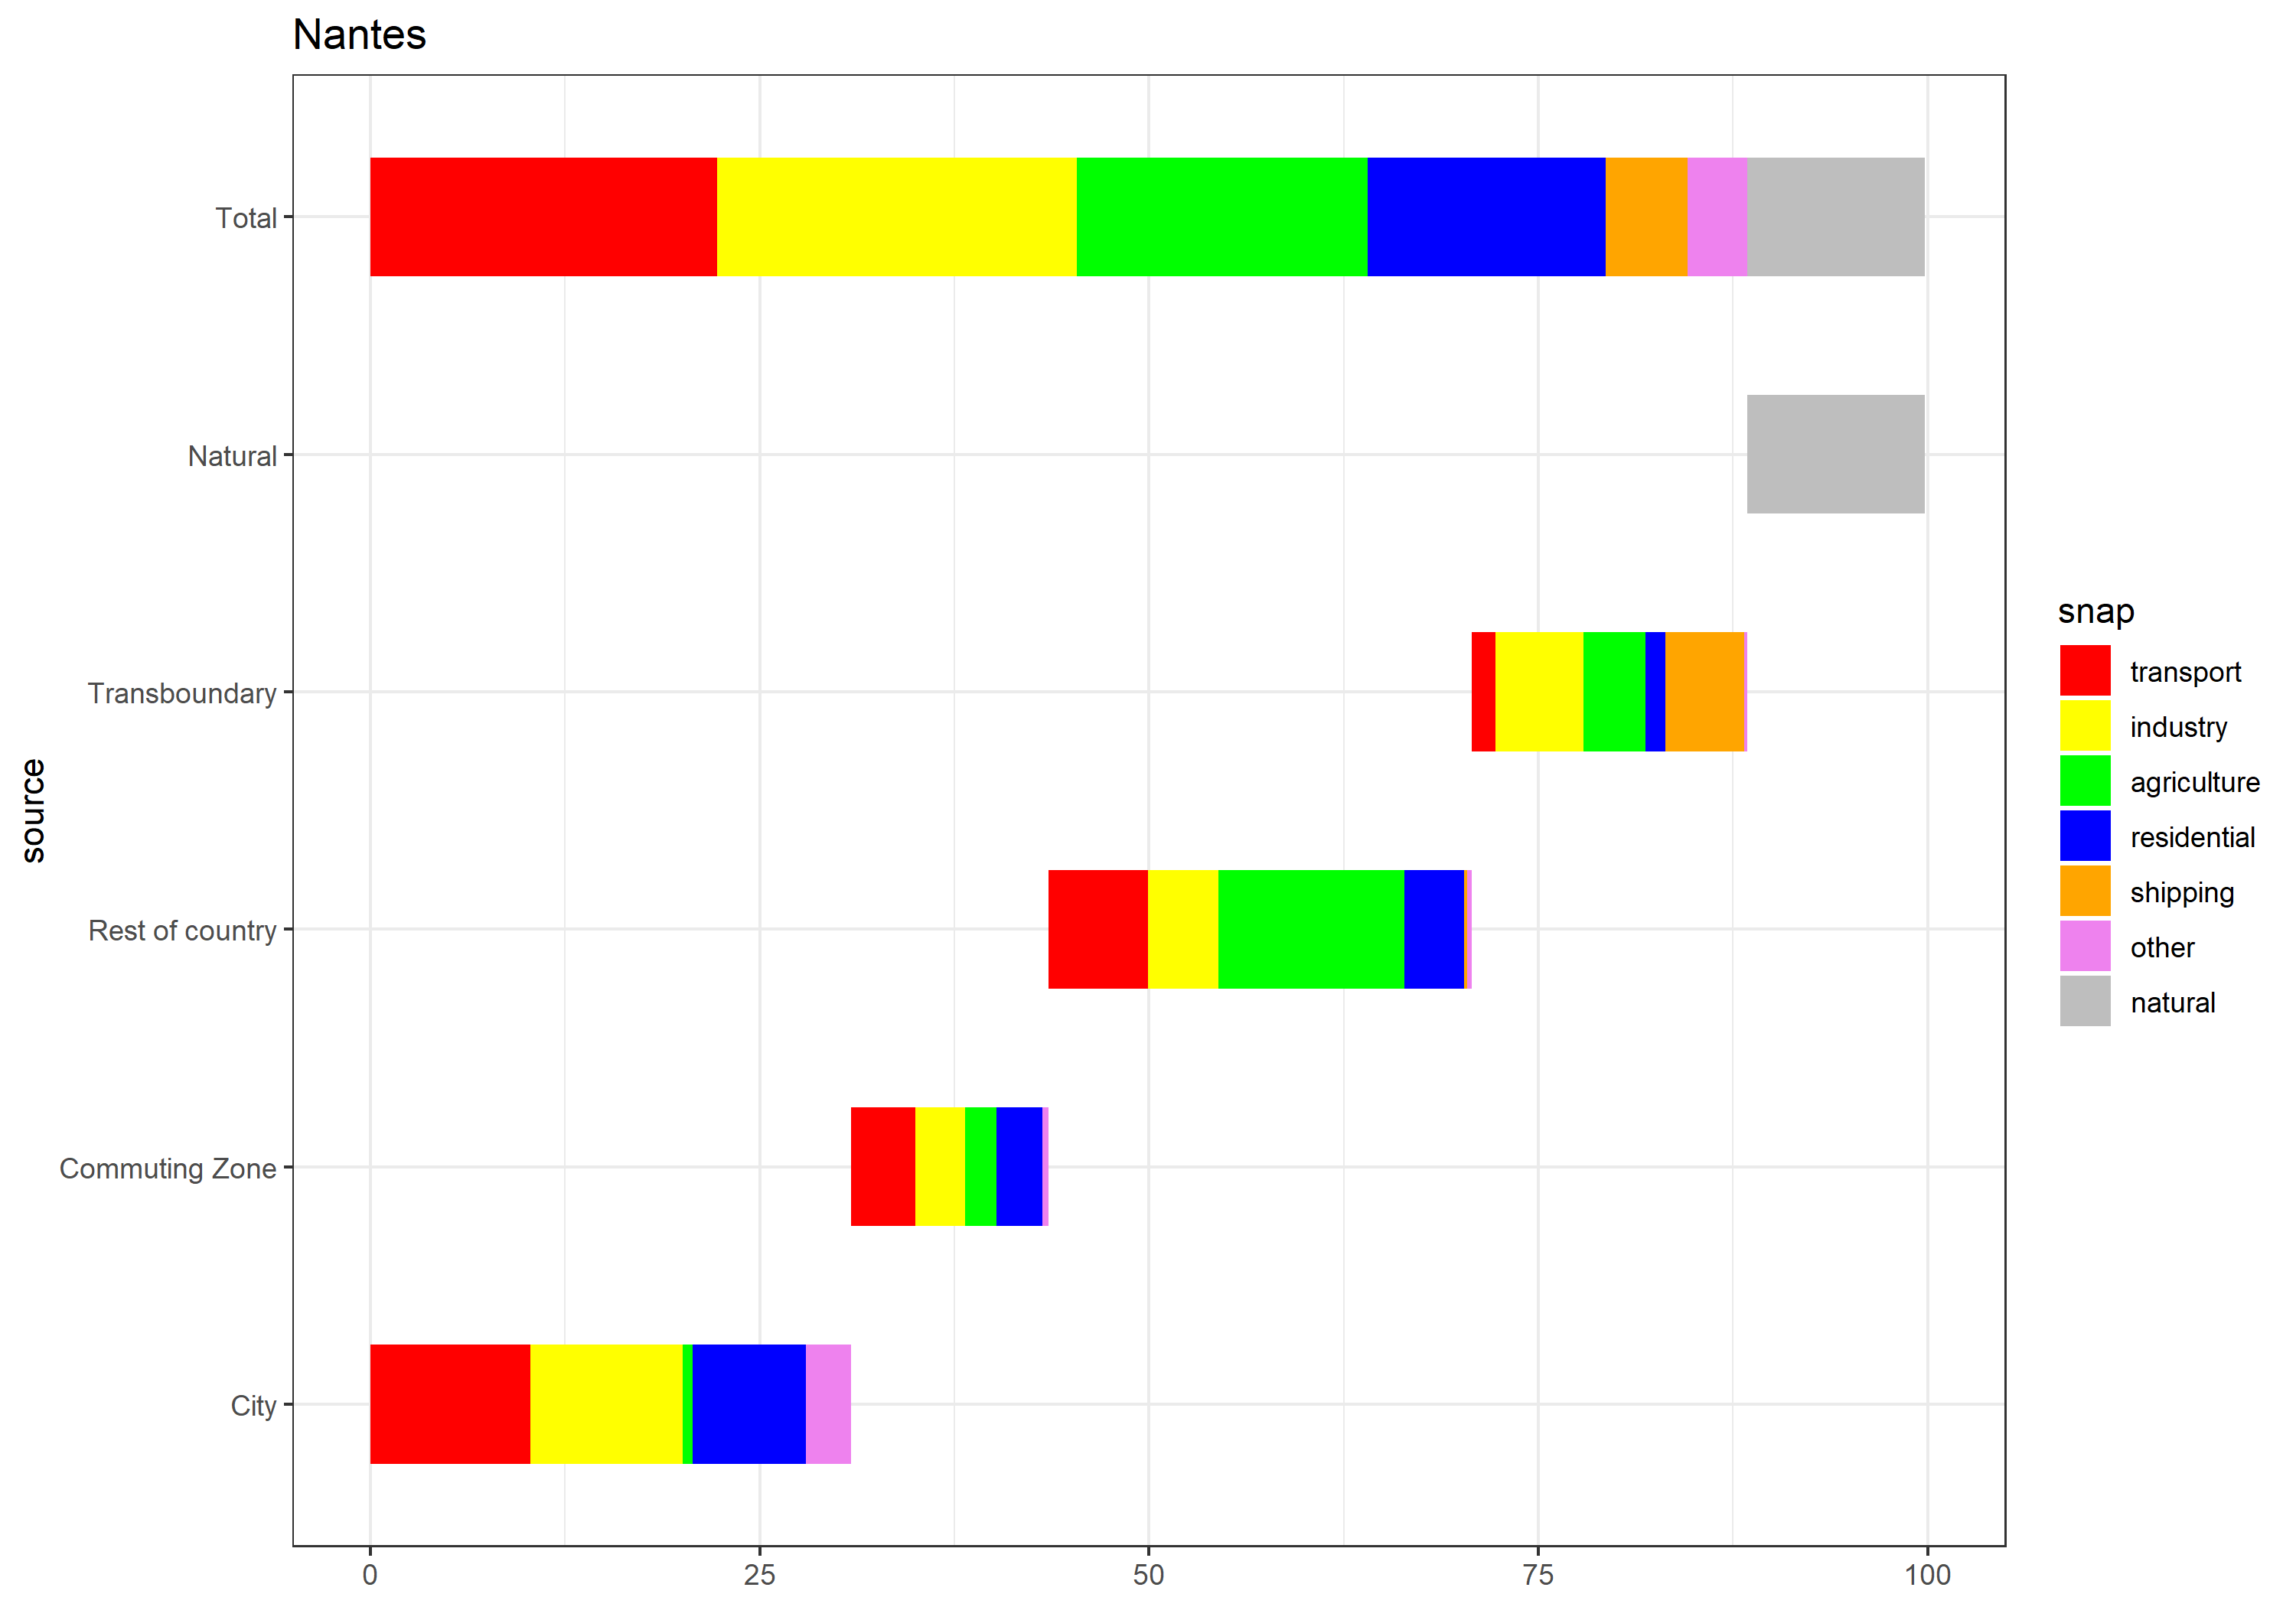 Nantes
source
Total
Natural
Transboundary
Rest of country
Commuting Zone
City
0 25 50 75 100
snap
transport
industry
agriculture
residential
shipping
other
natural